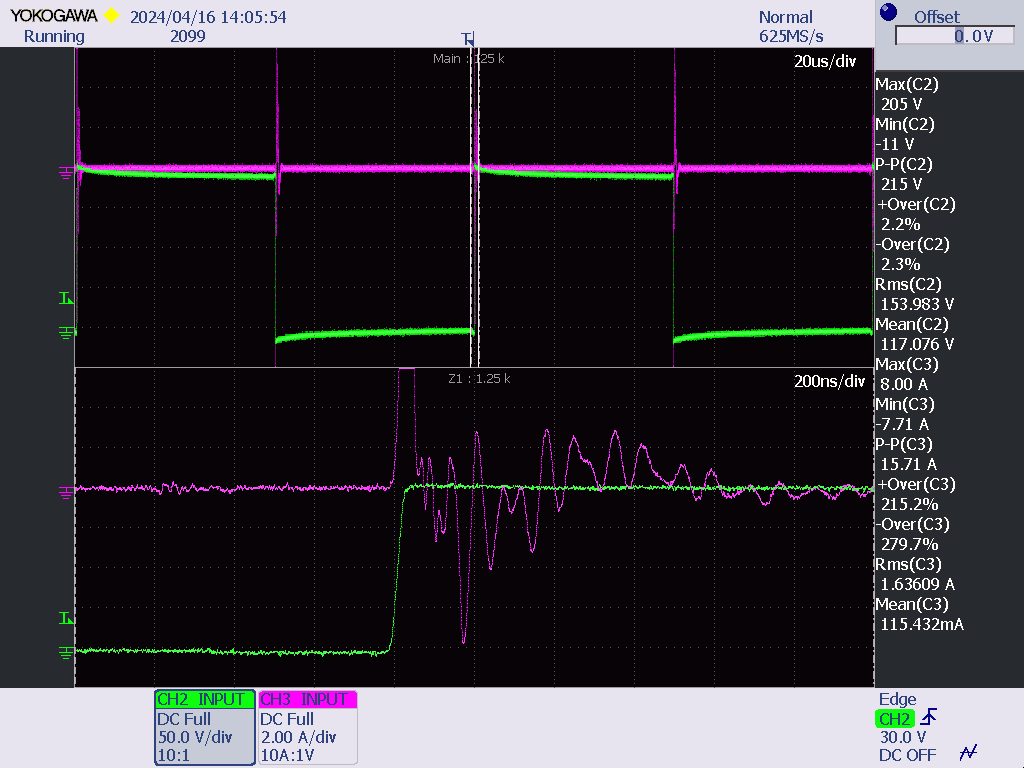 YOKOGAWA 2024/04/16 14:05:54
Running 2099
Normal
625MS/s
Offset
0.0V
T
Main : 125 k
20us/div
T
Z1 : 1.25 k
200ns/div
T
Max(C2)
205 V
Min(C2)
-11 V
P-P(C2)
215 V
+Over(C2)
2.2%
-Over(C2)
2.3%
Rms(C2)
153.983 V
Mean(C2)
117.076 V
Max(C3)
8.00 A
Min(C3)
-7.71 A
P-P(C3)
15.71 A
+Over(C3)
215.2%
-Over(C3)
279.7%
Rms(C3)
1.63609 A
Mean(C3)
115.432mA
CH2 INPUT
DC Full
50.0 V/div
10:1
CH3 INPUT
DC Full
2.00 A/div
10A:1V
Edge
CH2
30.0 V
DC OFF